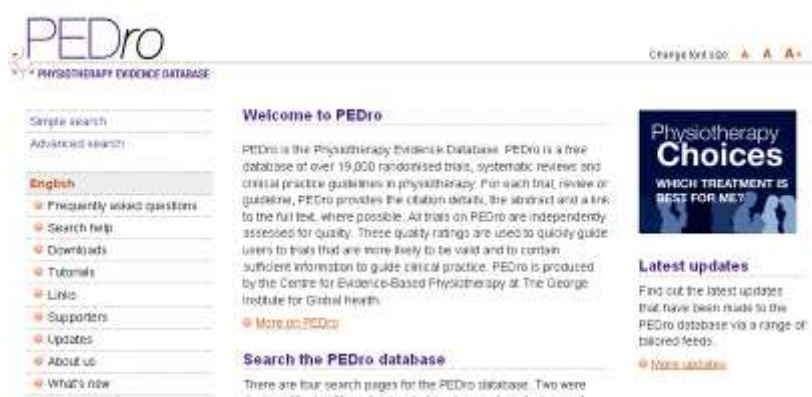 PEDro
PHYSIOTHERAPY EVIDENCE DATABASE
Change font size: A A A+
Simple search
Advanced search
English
Frequently asked questions
Search help
Downloads
Tutorials
Links
Supporters
Updates
About us
What's new
Welcome to PEDro
PEDro is the Physiotherapy Evidence Database. PEDro is a free
database of over 19,000 randomised trials, systematic reviews and
clinical practice guidelines in physiotherapy. For each trial, review or
guideline, PEDro provides the citation details, the abstract and a link
to the full text, where possible. All trials on PEDro are independently
assessed for quality. These quality ratings are used to quickly guide
users to trials that are more likely to be valid and to contain
sufficient information to guide clinical practice. PEDro is produced
by the Centre for Evidence-Based Physiotherapy at The George
Institute for Global Health.
More on PEDro
Search the PEDro database
There are four search pages for the PEDro database. Two were
Physiotherapy
Choices
WHICH TREATMENT IS
BEST FOR ME?
Latest updates
Find out the latest updates
that have been made to the
PEDro database via a range of
tailored feeds.
More updates